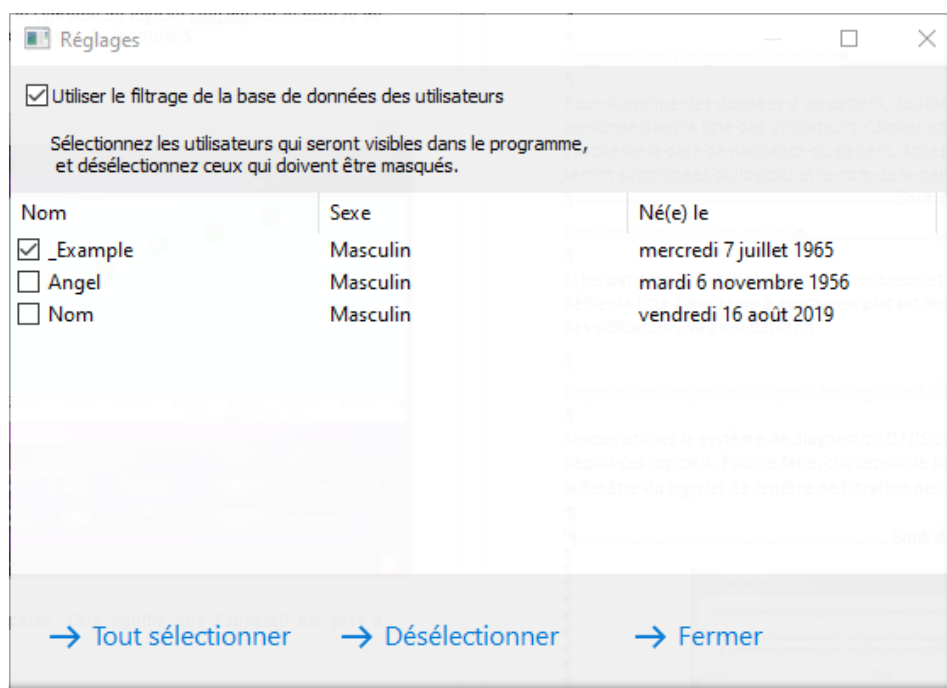 Réglages
Utiliser le filtrage de la base de données des utilisateurs
Sélectionnez les utilisateurs qui seront visibles dans le programme,
et désélectionnez ceux qui doivent être masqués.
Nom Sexe Né(e) le
_Example Masculin mercredi 7 juillet 1965
Angel Masculin mardi 6 novembre 1956
Nom Masculin vendredi 16 août 2019
→ Tout sélectionner → Désélectionner → Fermer